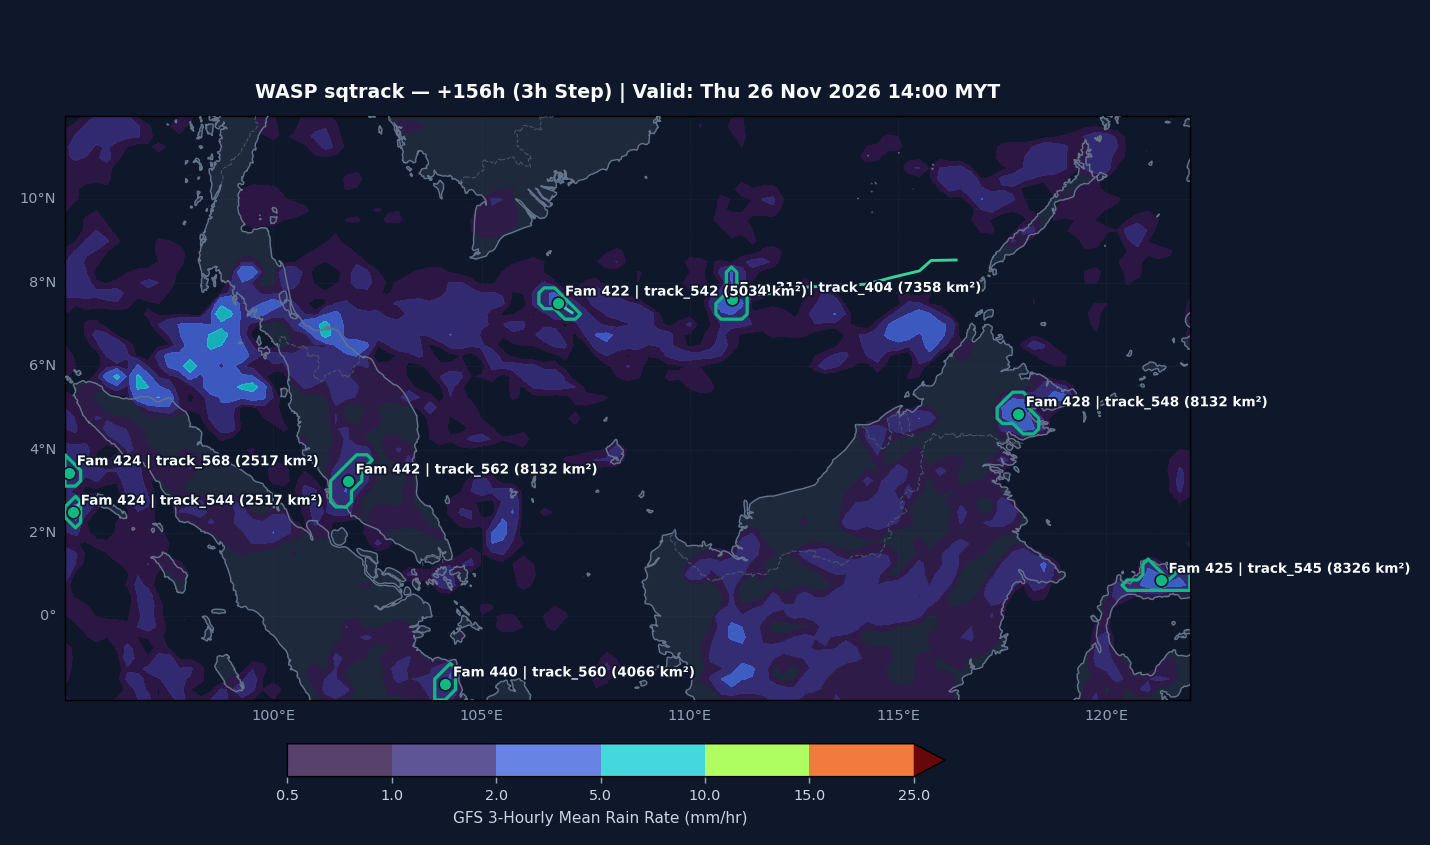 WASP sqtrack — +156h (3h Step) | Valid: Thu 26 Nov 2026 14:00 MYT
10°N
8°N
6°N
4°N
2°N
0°
Fam 422 | track_542 (5034 km²)
| track_404 (7358 km²)
Fam 428 | track_548 (8132 km²)
Fam 424 | track_568 (2517 km²)
Fam 442 | track_562 (8132 km²)
Fam 424 | track_544 (2517 km²)
Fam 425 | track_545 (8326 km²)
Fam 440 | track_560 (4066 km²)
100°E 105°E 110°E 115°E 120°E
0.5 1.0 2.0 5.0 10.0 15.0 25.0
GFS 3-Hourly Mean Rain Rate (mm/hr)